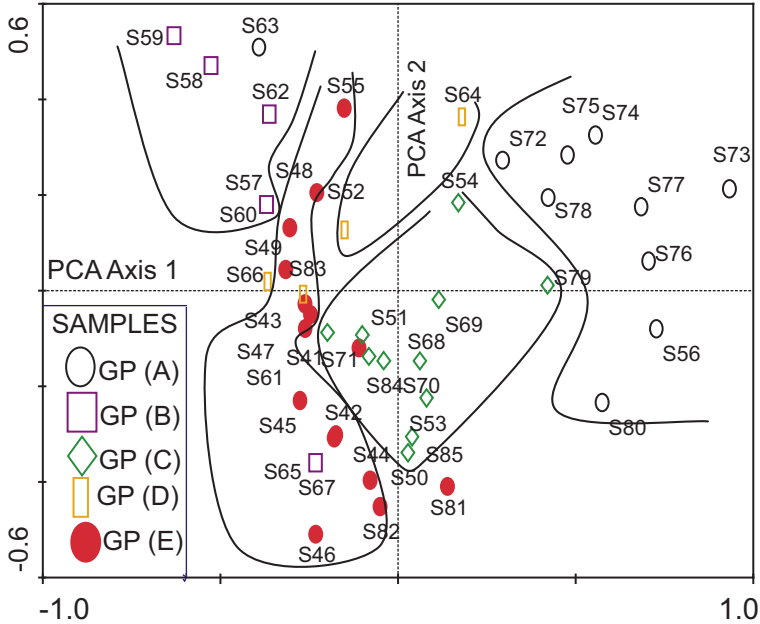 0.6
S59
S63
S58
S62
S55
PCA Axis 2
S64
S75
S74
S72
S73
S48
S57
S52
S54
S77
S60
S78
S49
S76
PCA Axis 1
S66
S83
S79
SAMPLES
S43
S51
S69
S68
S56
S47
S41
S71
GP (A)
S61
S84
S70
GP (B)
S45
S42
S53
S80
GP (C)
S44
S85
S65
S67
S50
GP (D)
S81
GP (E)
S82
S46
-0.6
-1.0
1.0